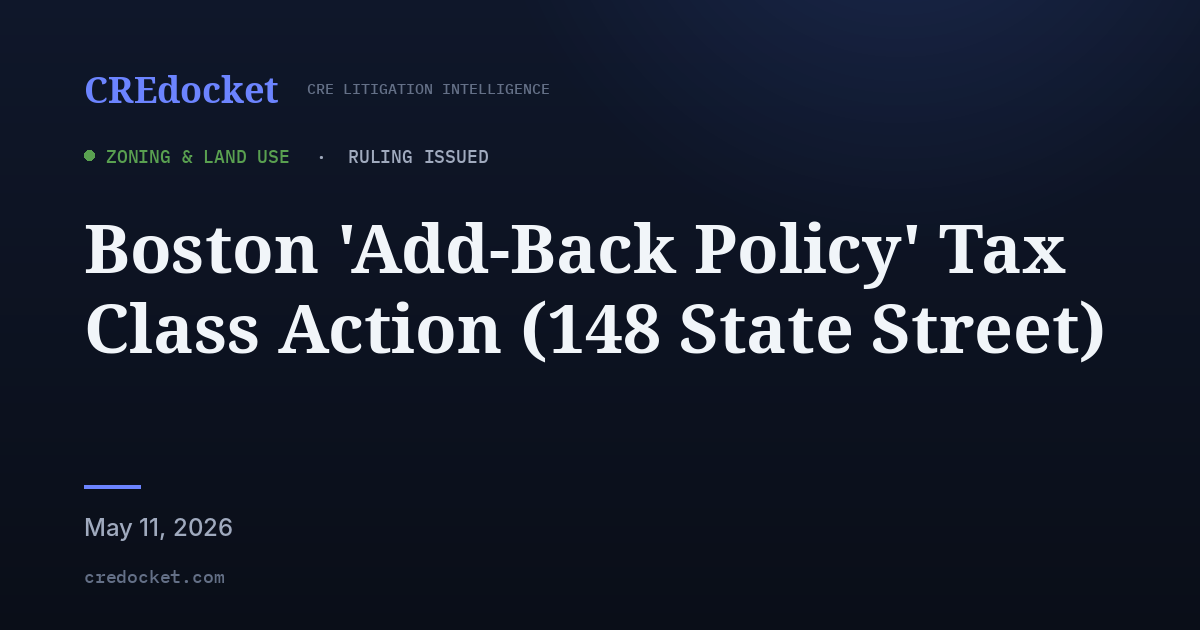 CREdocket CRE LITIGATION INTELLIGENCE
ZONING & LAND USE · RULING ISSUED
Boston 'Add-Back Policy' Tax
Class Action (148 State Street)
May 11, 2026
credocket.com